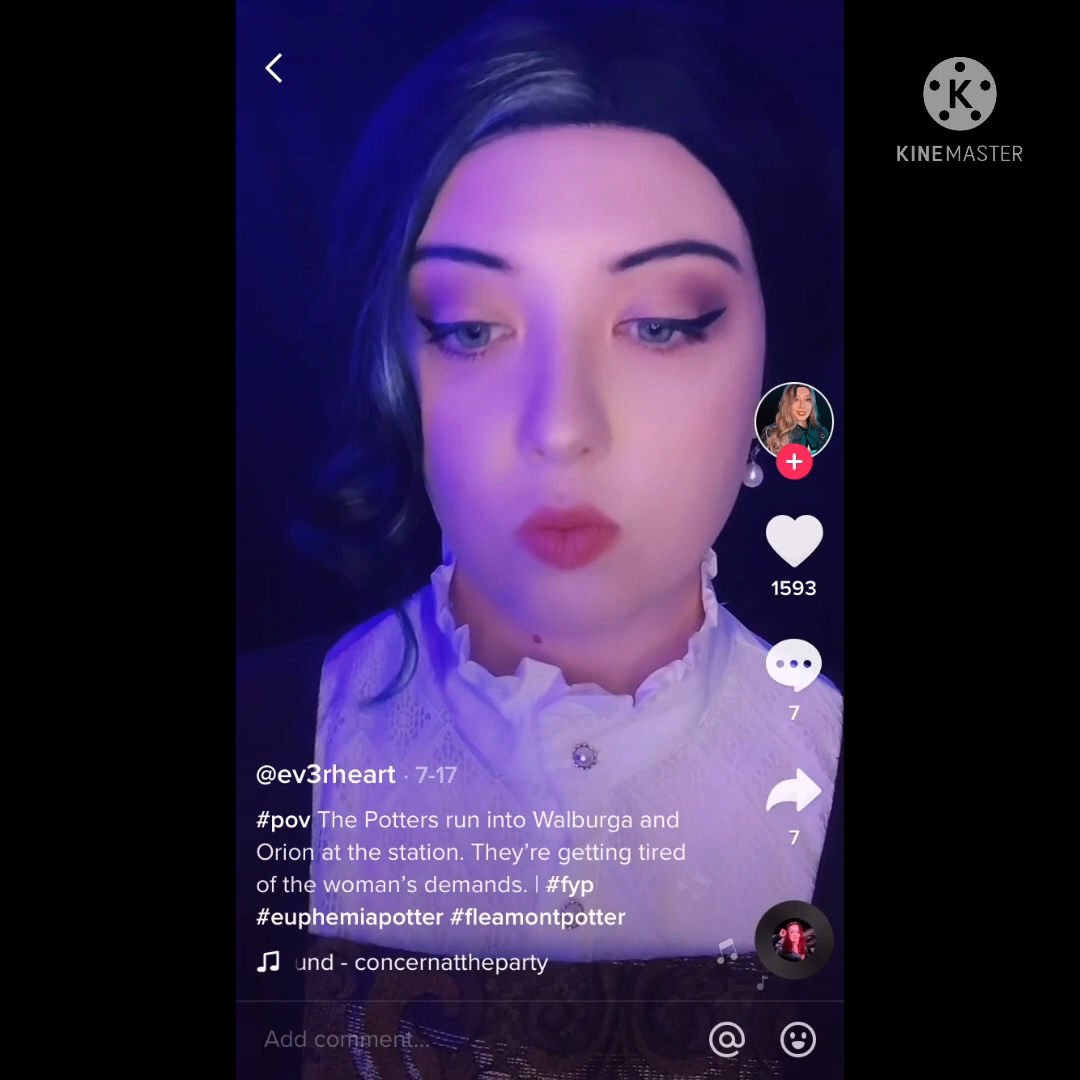 KINEMASTER
1593
7
7
@ev3rheart · 7-17
#pov The Potters run into Walburga and
Orion at the station. They’re getting tired
of the woman’s demands. | #fyp
#euphemiapotter #fleamontpotter
und - concernattheparty
Add comment...